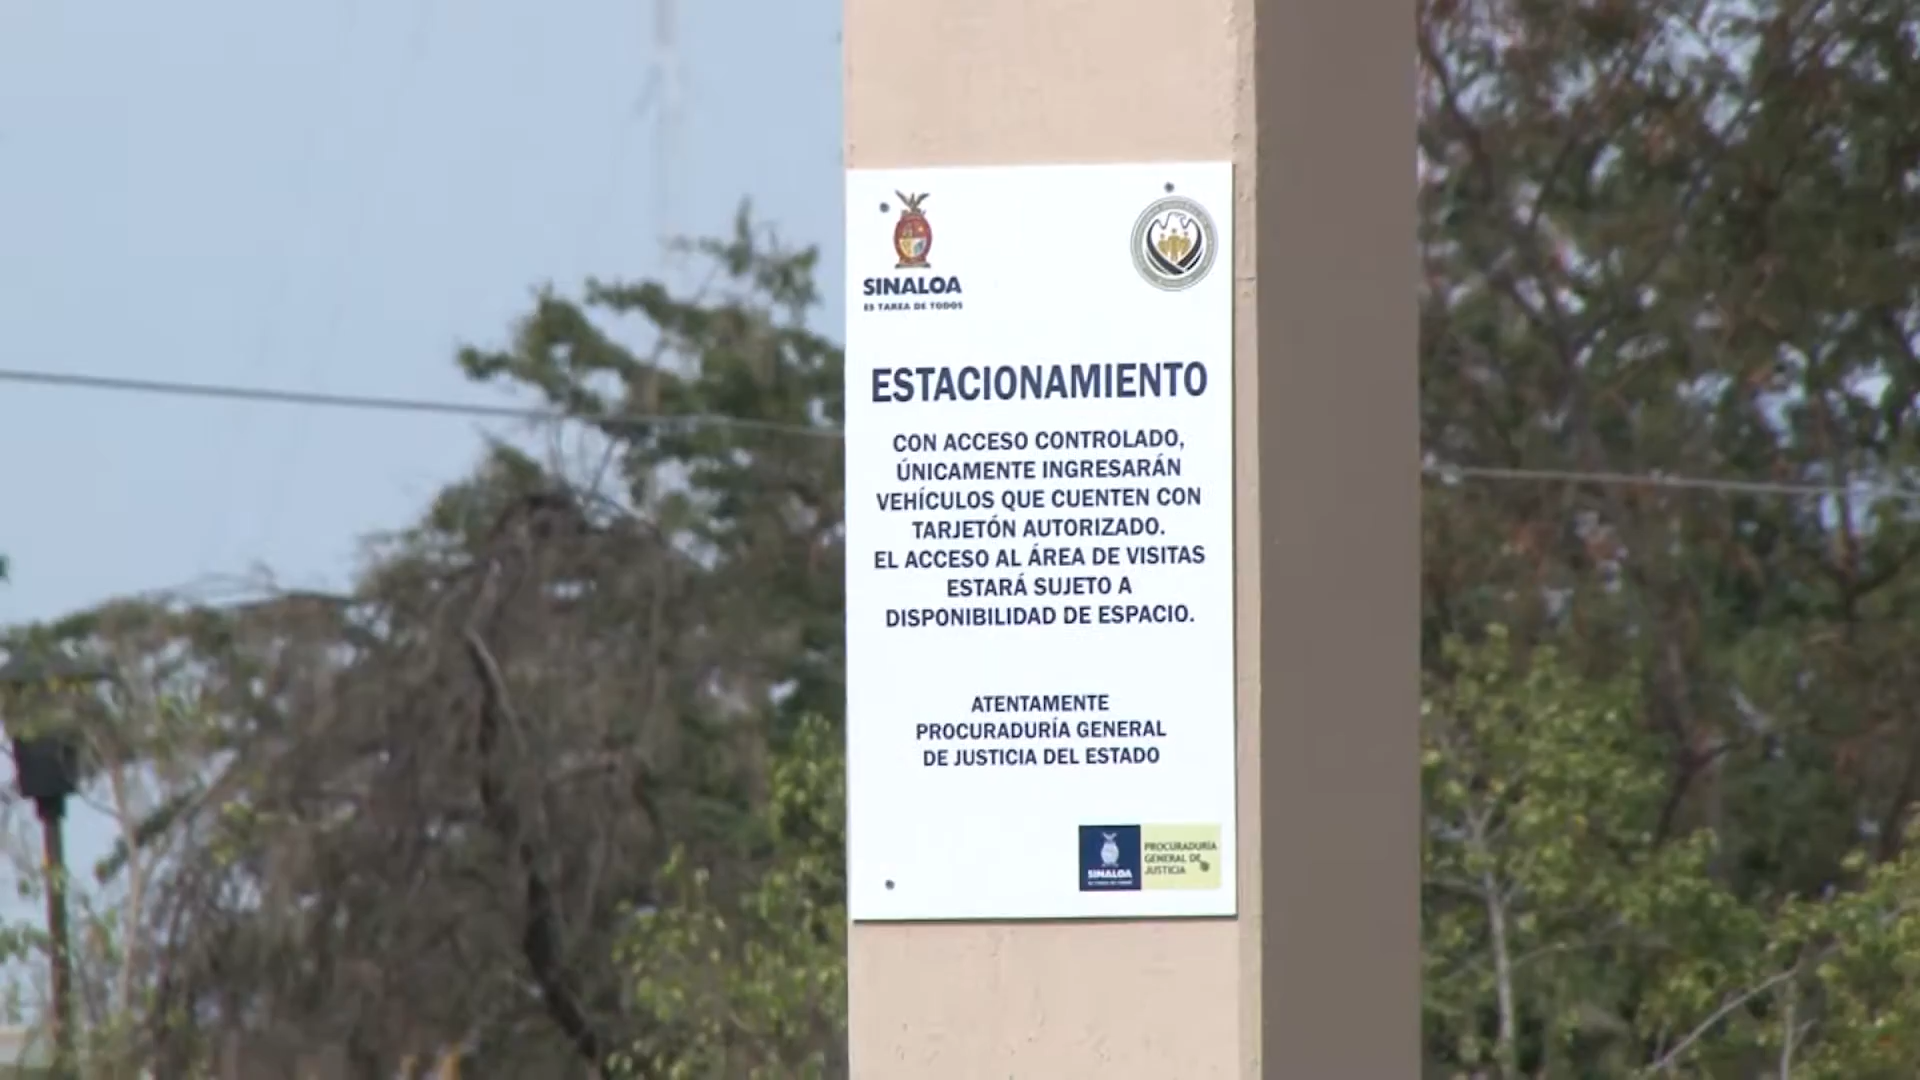 SINALOA
ES TAREA DE TODOS
ESTACIONAMIENTO
CON ACCESO CONTROLADO,
ÚNICAMENTE INGRESARÁN
VEHÍCULOS QUE CUENTEN CON
TARJETÓN AUTORIZADO.
EL ACCESO AL ÁREA DE VISITAS
ESTARÁ SUJETO A
DISPONIBILIDAD DE ESPACIO.
ATENTAMENTE
PROCURADURÍA GENERAL
DE JUSTICIA DEL ESTADO
SINALOA
PROCURADURÍA
GENERAL DE
JUSTICIA